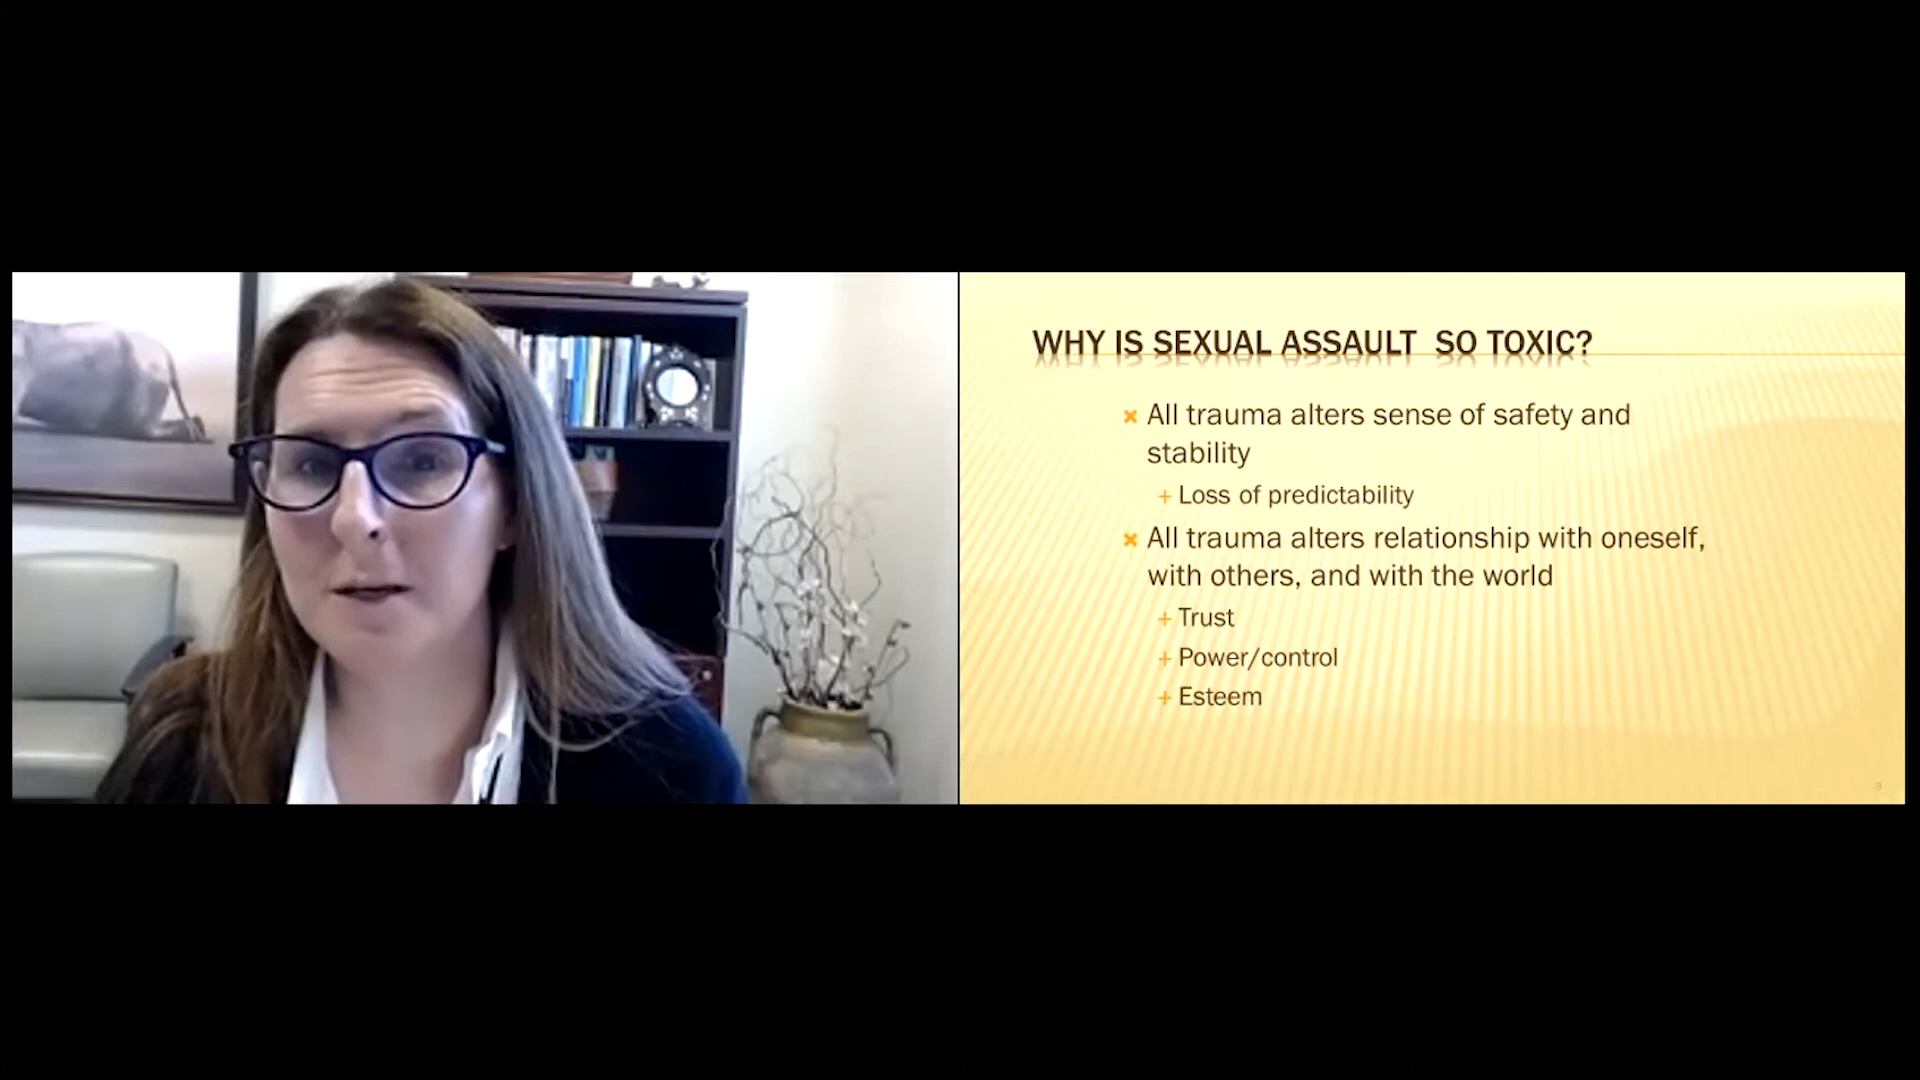 WHY IS SEXUAL ASSAULT SO TOXIC?
All trauma alters sense of safety and
stability
+ Loss of predictability
All trauma alters relationship with oneself,
with others, and with the world
+ Trust
+ Power/control
+ Esteem